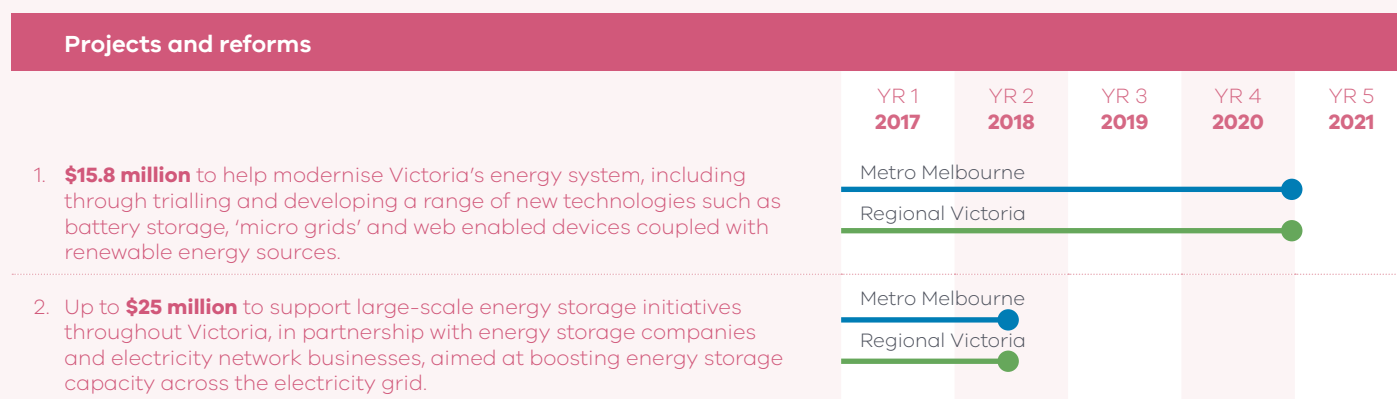 Projects and reforms
YR 1 YR 2 YR 3 YR 4 YR 5
2017 2018 2019 2020 2021
1. $15.8 million to help modernise Victoria's energy system, including
through trialling and developing a range of new technologies such as
battery storage, 'micro grids' and web enabled devices coupled with
renewable energy sources.
Metro Melbourne
Regional Victoria
2. Up to $25 million to support large-scale energy storage initiatives
throughout Victoria, in partnership with energy storage companies
and electricity network businesses, aimed at boosting energy storage
capacity across the electricity grid.
Metro Melbourne
Regional Victoria